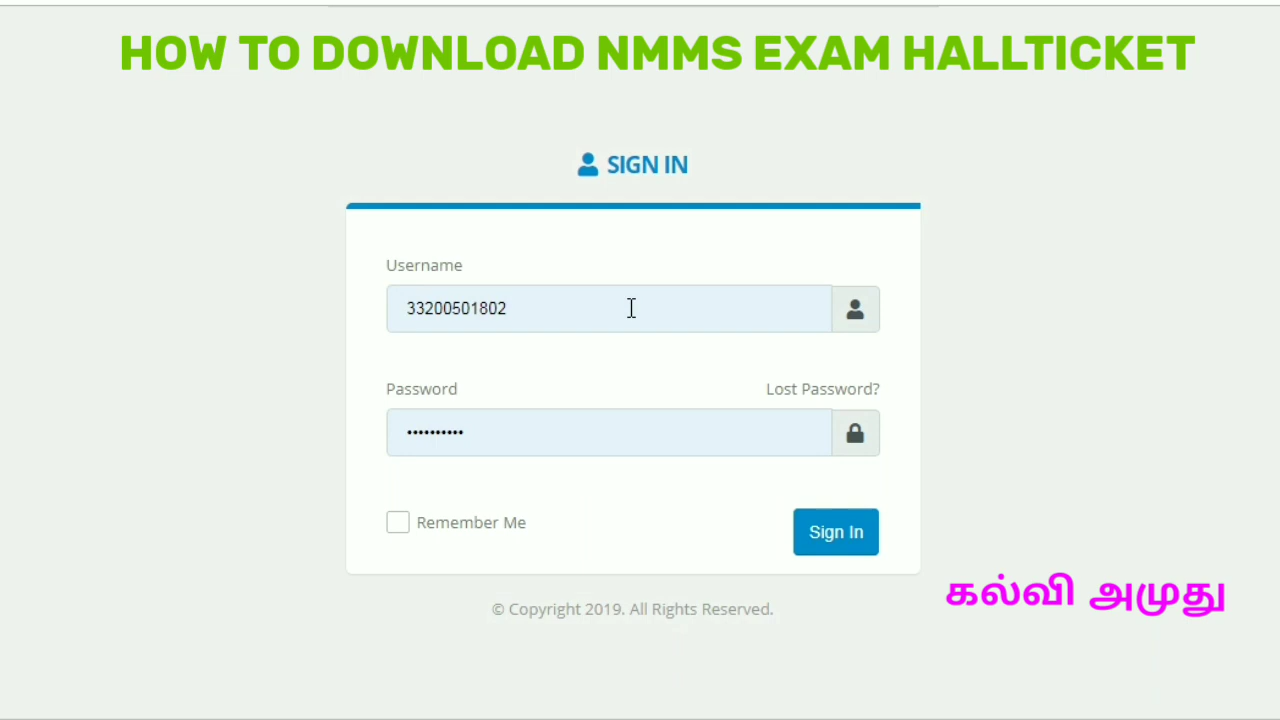 HOW TO DOWNLOAD NMMS EXAM HALLTICKET
SIGN IN
Username
33200501802
Password
Lost Password?
••••••••••
Remember Me
Sign In
கல்வி அமுது
© Copyright 2019. All Rights Reserved.